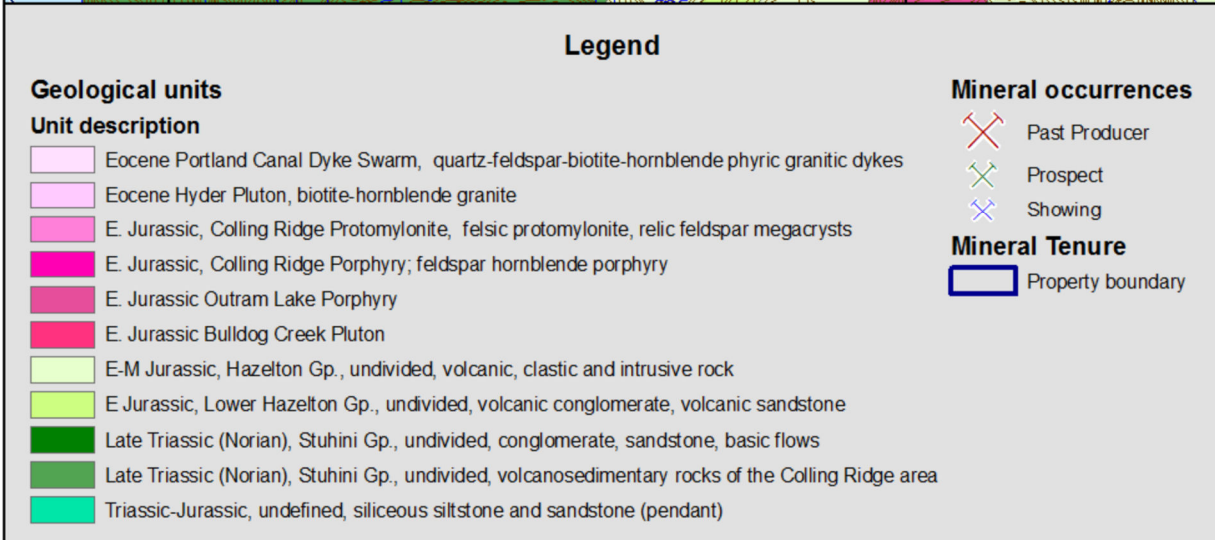 Legend
Geological units
Unit description
Eocene Portland Canal Dyke Swarm, quartz-feldspar-biotite-hornblende phyric granitic dykes
Eocene Hyder Pluton, biotite-hornblende granite
E. Jurassic, Colling Ridge Protomylonite, felsic protomylonite, relic feldspar megacrysts
E. Jurassic, Colling Ridge Porphyry; feldspar hornblende porphyry
E. Jurassic Outram Lake Porphyry
E. Jurassic Bulldog Creek Pluton
E-M Jurassic, Hazelton Gp., undivided, volcanic, clastic and intrusive rock
E Jurassic, Lower Hazelton Gp., undivided, volcanic conglomerate, volcanic sandstone
Late Triassic (Norian), Stuhini Gp., undivided, conglomerate, sandstone, basic flows
Late Triassic (Norian), Stuhini Gp., undivided, volcanosedimentary rocks of the Colling Ridge area
Triassic-Jurassic, undefined, siliceous siltstone and sandstone (pendant)
Mineral occurrences
Past Producer
Prospect
Showing
Mineral Tenure
Property boundary